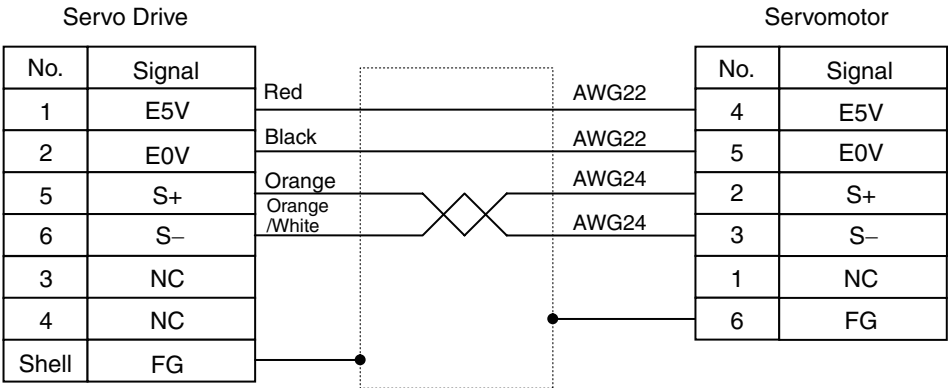 Servo Drive Servomotor
No. Signal No. Signal
1 E5V Red AWG22 4 E5V
2 E0V Black AWG22 5 E0V
5 S+ Orange AWG24 2 S+
6 S− Orange
/White AWG24 3 S−
3 NC 1 NC
4 NC 6 FG
Shell FG